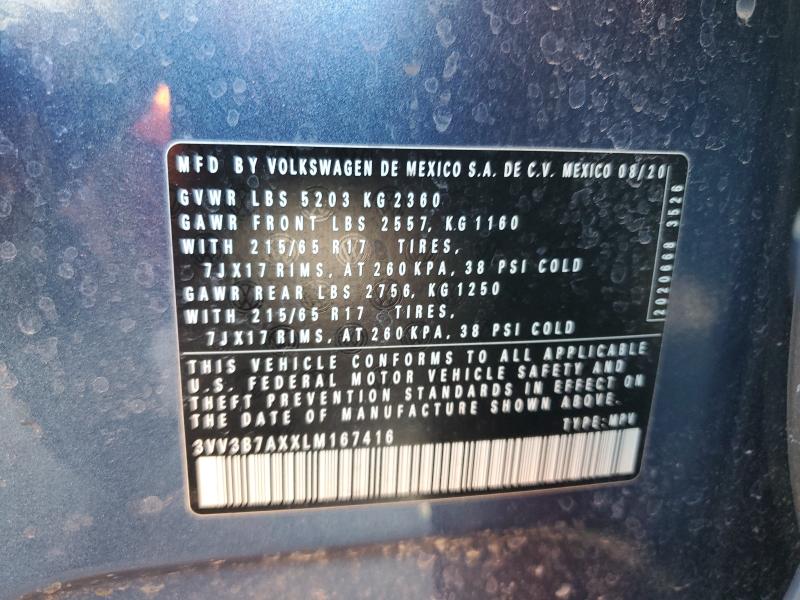 MFD BY VOLKSWAGEN DE MEXICO S.A. DE C.V. MEXICO 08/20
GVWR LBS 5203 KG 2360
GAWR FRONT LBS 2557, KG 1160
WITH 215/65 R17 TIRES,
7JX17 RIMS, AT 260 KPA, 38 PSI COLD
GAWR REAR LBS 2756, KG 1250
WITH 215/65 R17 TIRES,
7JX17 RIMS, AT 260 KPA, 38 PSI COLD
2020868 3526
THIS VEHICLE CONFORMS TO ALL APPLICABLE
U.S. FEDERAL MOTOR VEHICLE SAFETY AND
THEFT PREVENTION STANDARDS IN EFFECT ON
THE DATE OF MANUFACTURE SHOWN ABOVE.
TYPE: MPV
3VV3B7AXXLM167416